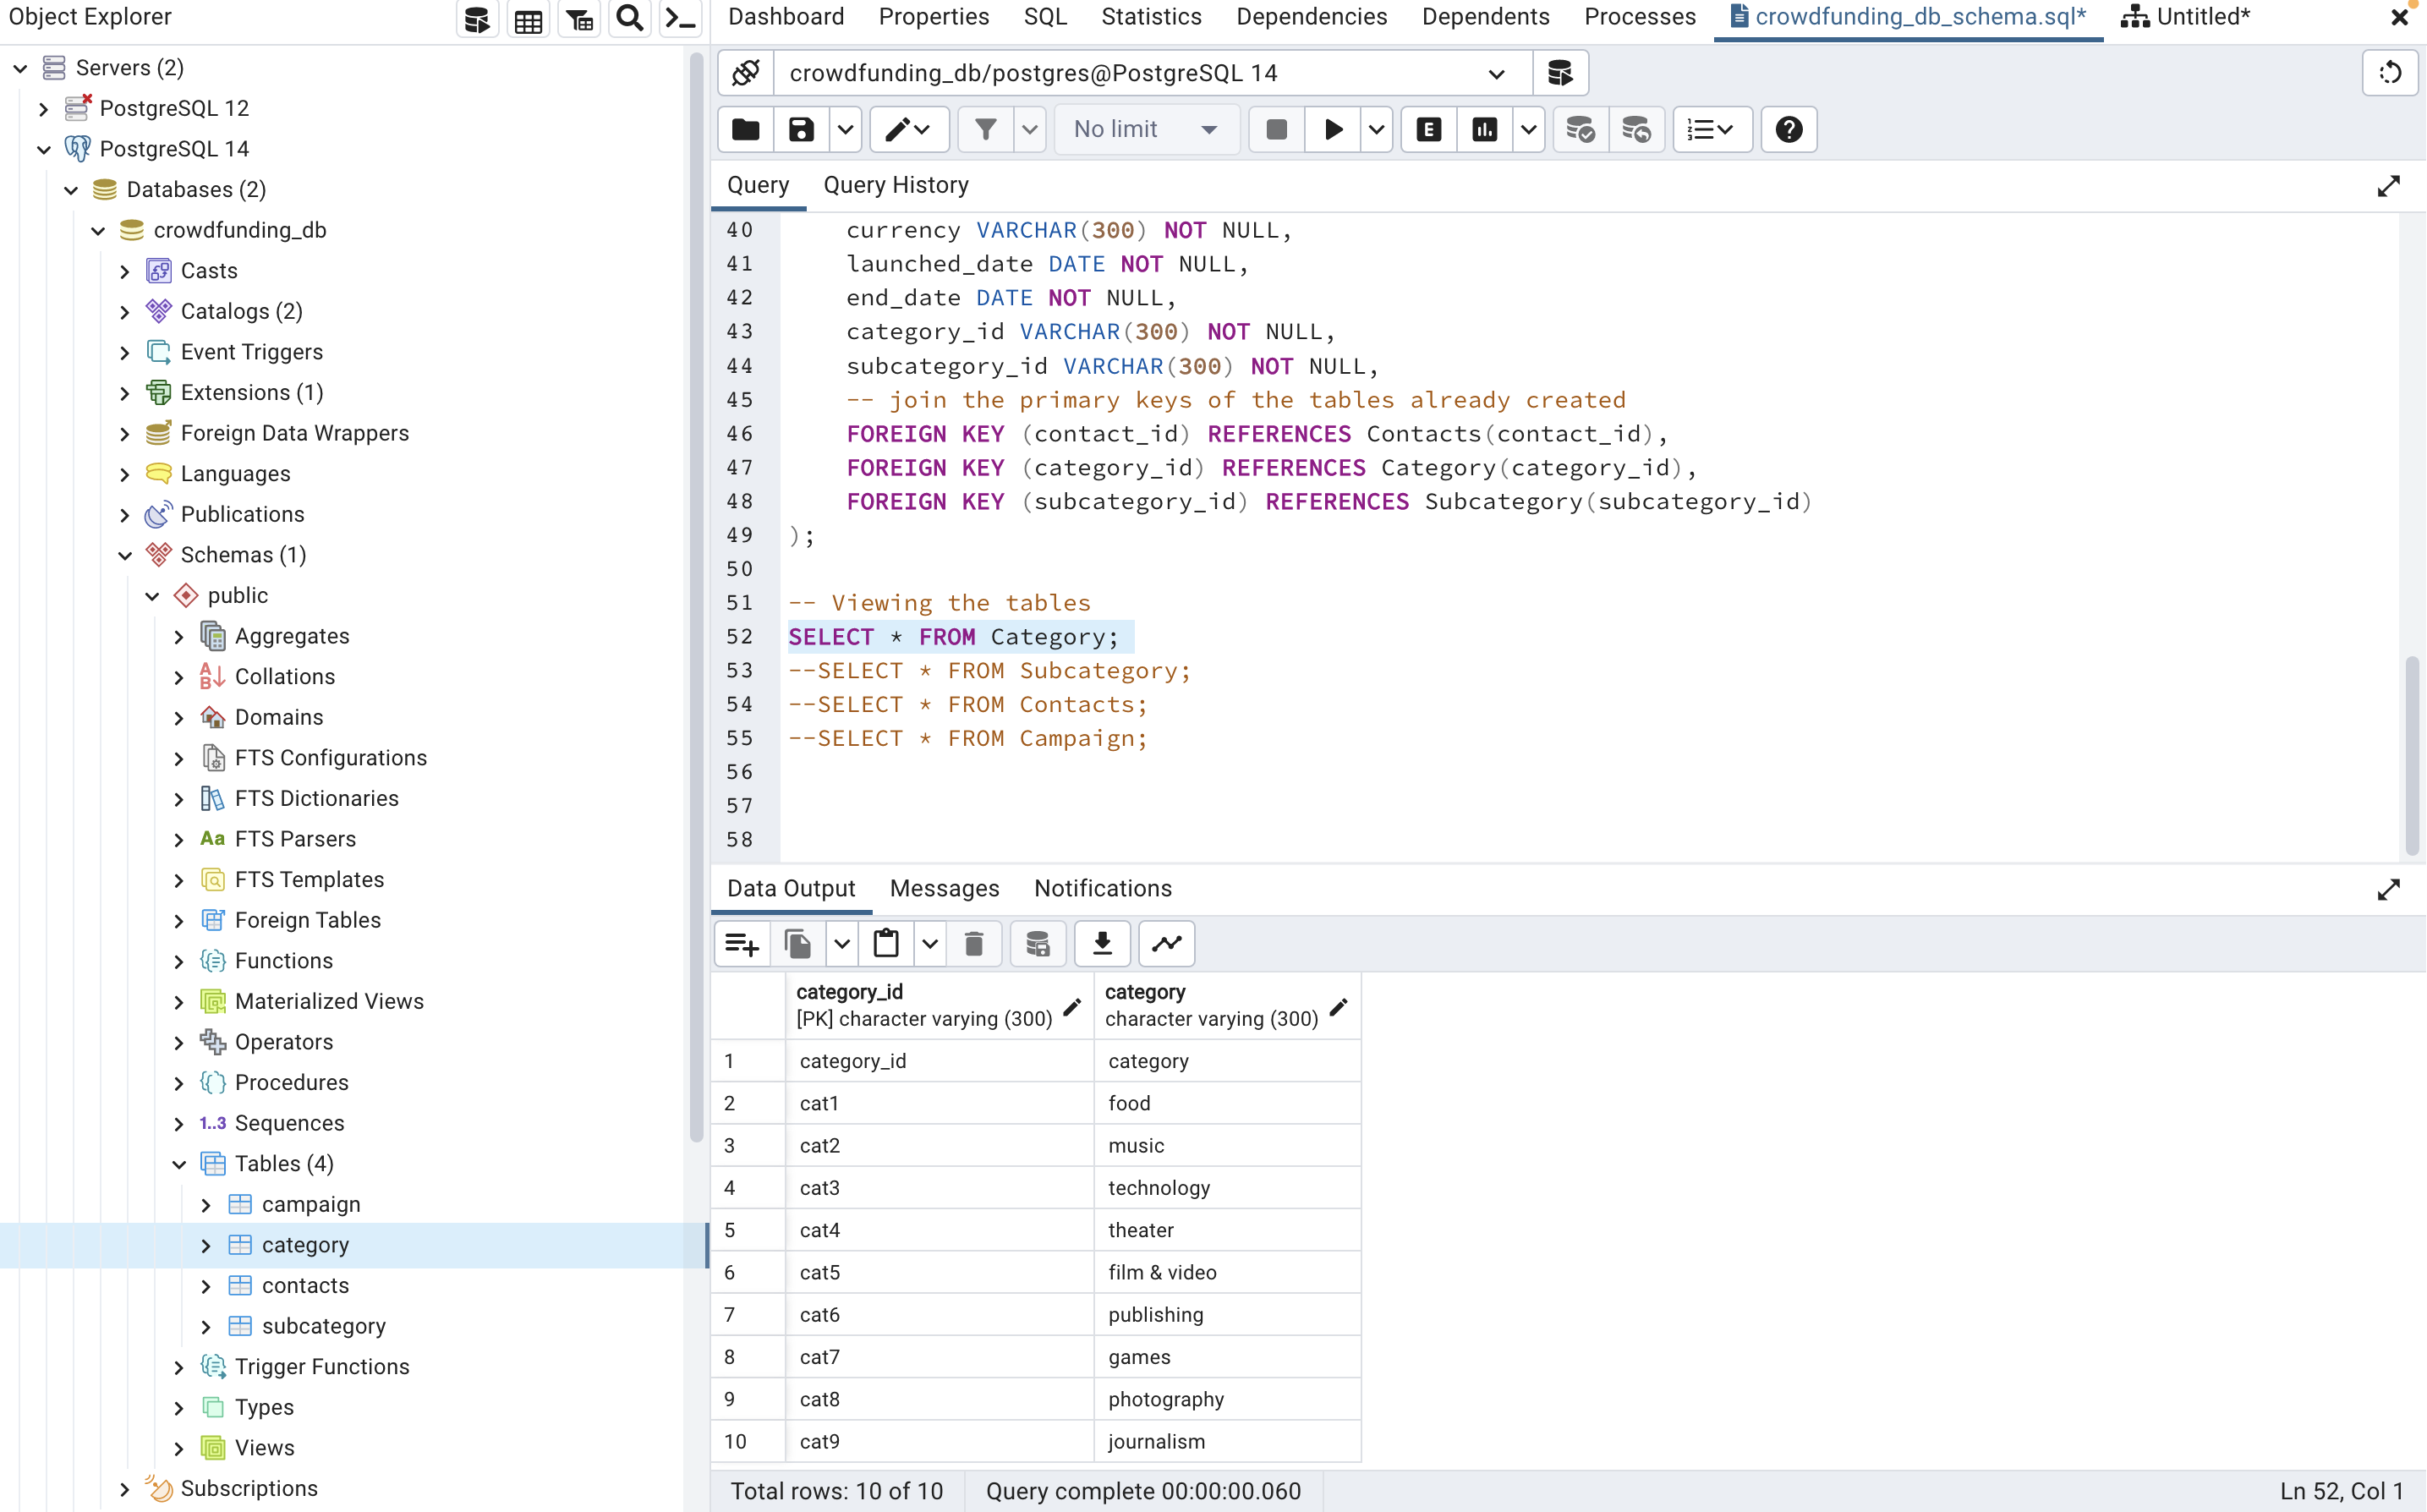 Object Explorer
Servers (2)
PostgreSQL 12
PostgreSQL 14
Databases (2)
crowdfunding_db
Casts
Catalogs (2)
Event Triggers
Extensions (1)
Foreign Data Wrappers
Languages
Publications
Schemas (1)
public
Aggregates
Collations
Domains
FTS Configurations
FTS Dictionaries
Aa FTS Parsers
FTS Templates
Foreign Tables
Functions
Materialized Views
Operators
Procedures
1..3 Sequences
Tables (4)
campaign
category
contacts
subcategory
Trigger Functions
Types
Views
Subscriptions
Dashboard Properties SQL Statistics Dependencies Dependents Processes crowdfunding_db_schema.sql* Untitled*
crowdfunding_db/postgres@PostgreSQL 14
No limit E
Query Query History
40 currency VARCHAR(300) NOT NULL,
41 launched_date DATE NOT NULL,
42 end_date DATE NOT NULL,
43 category_id VARCHAR(300) NOT NULL,
44 subcategory_id VARCHAR(300) NOT NULL,
45 -- join the primary keys of the tables already created
46 FOREIGN KEY (contact_id) REFERENCES Contacts(contact_id),
47 FOREIGN KEY (category_id) REFERENCES Category(category_id),
48 FOREIGN KEY (subcategory_id) REFERENCES Subcategory(subcategory_id)
49 );
50
51 -- Viewing the tables
52 SELECT * FROM Category;
53 --SELECT * FROM Subcategory;
54 --SELECT * FROM Contacts;
55 --SELECT * FROM Campaign;
56
57
58
Data Output Messages Notifications
category_id category
[PK] character varying (300) character varying (300)
1 category_id category
2 cat1 food
3 cat2 music
4 cat3 technology
5 cat4 theater
6 cat5 film & video
7 cat6 publishing
8 cat7 games
9 cat8 photography
10 cat9 journalism
Total rows: 10 of 10 Query complete 00:00:00.060 Ln 52, Col 1